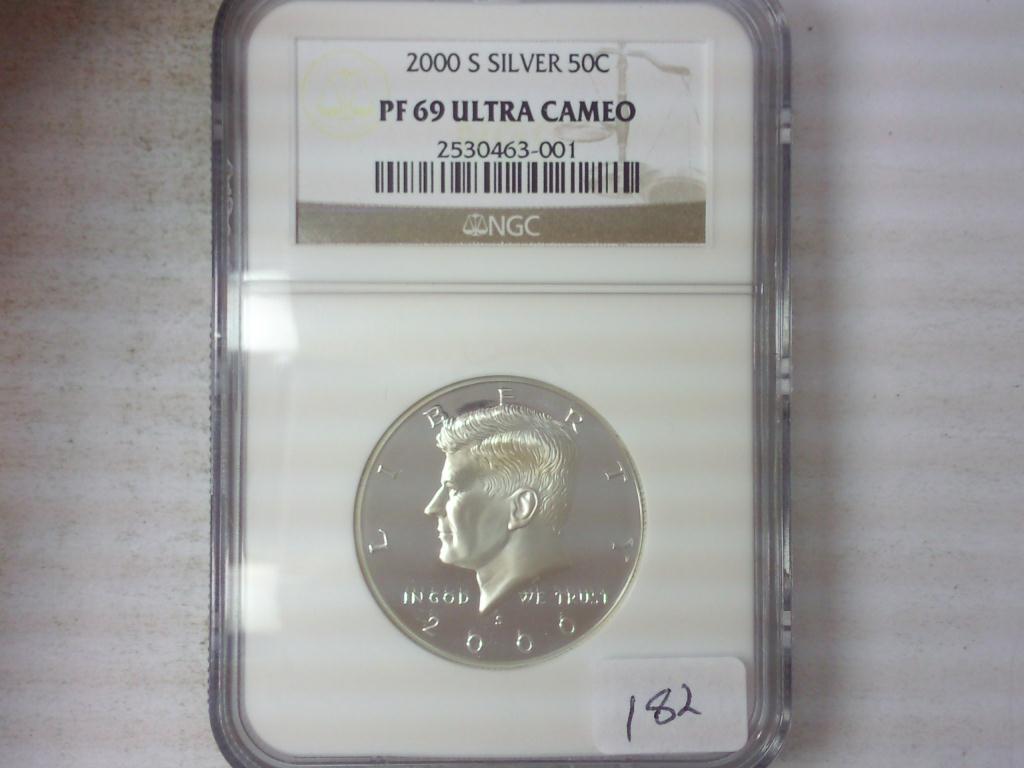 2000 S SILVER 50C
PF 69 ULTRA CAMEO
2530463-001
NGC
LIBERTY
IN GOD WE TRUST
S
2000
182